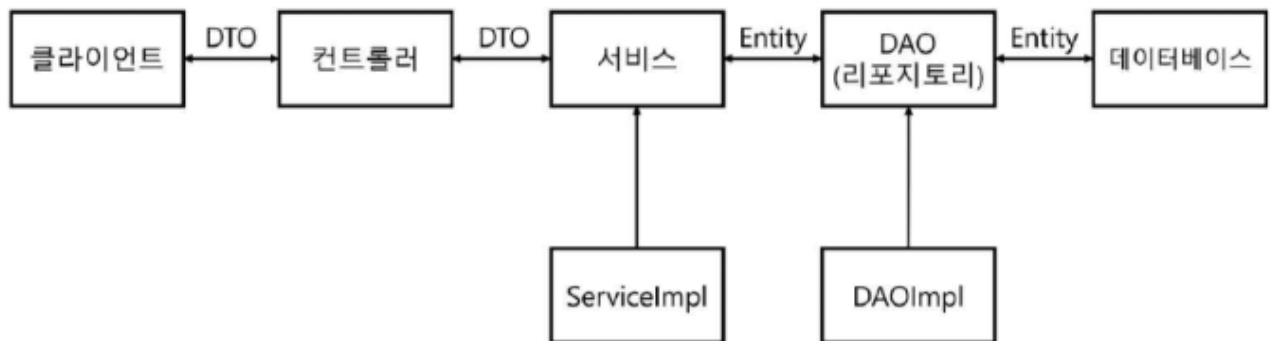 클라이언트
DTO
컨트롤러
DTO
서비스
Entity
DAO
(리포지토리)
Entity
데이터베이스
ServiceImpl
DAOImpl